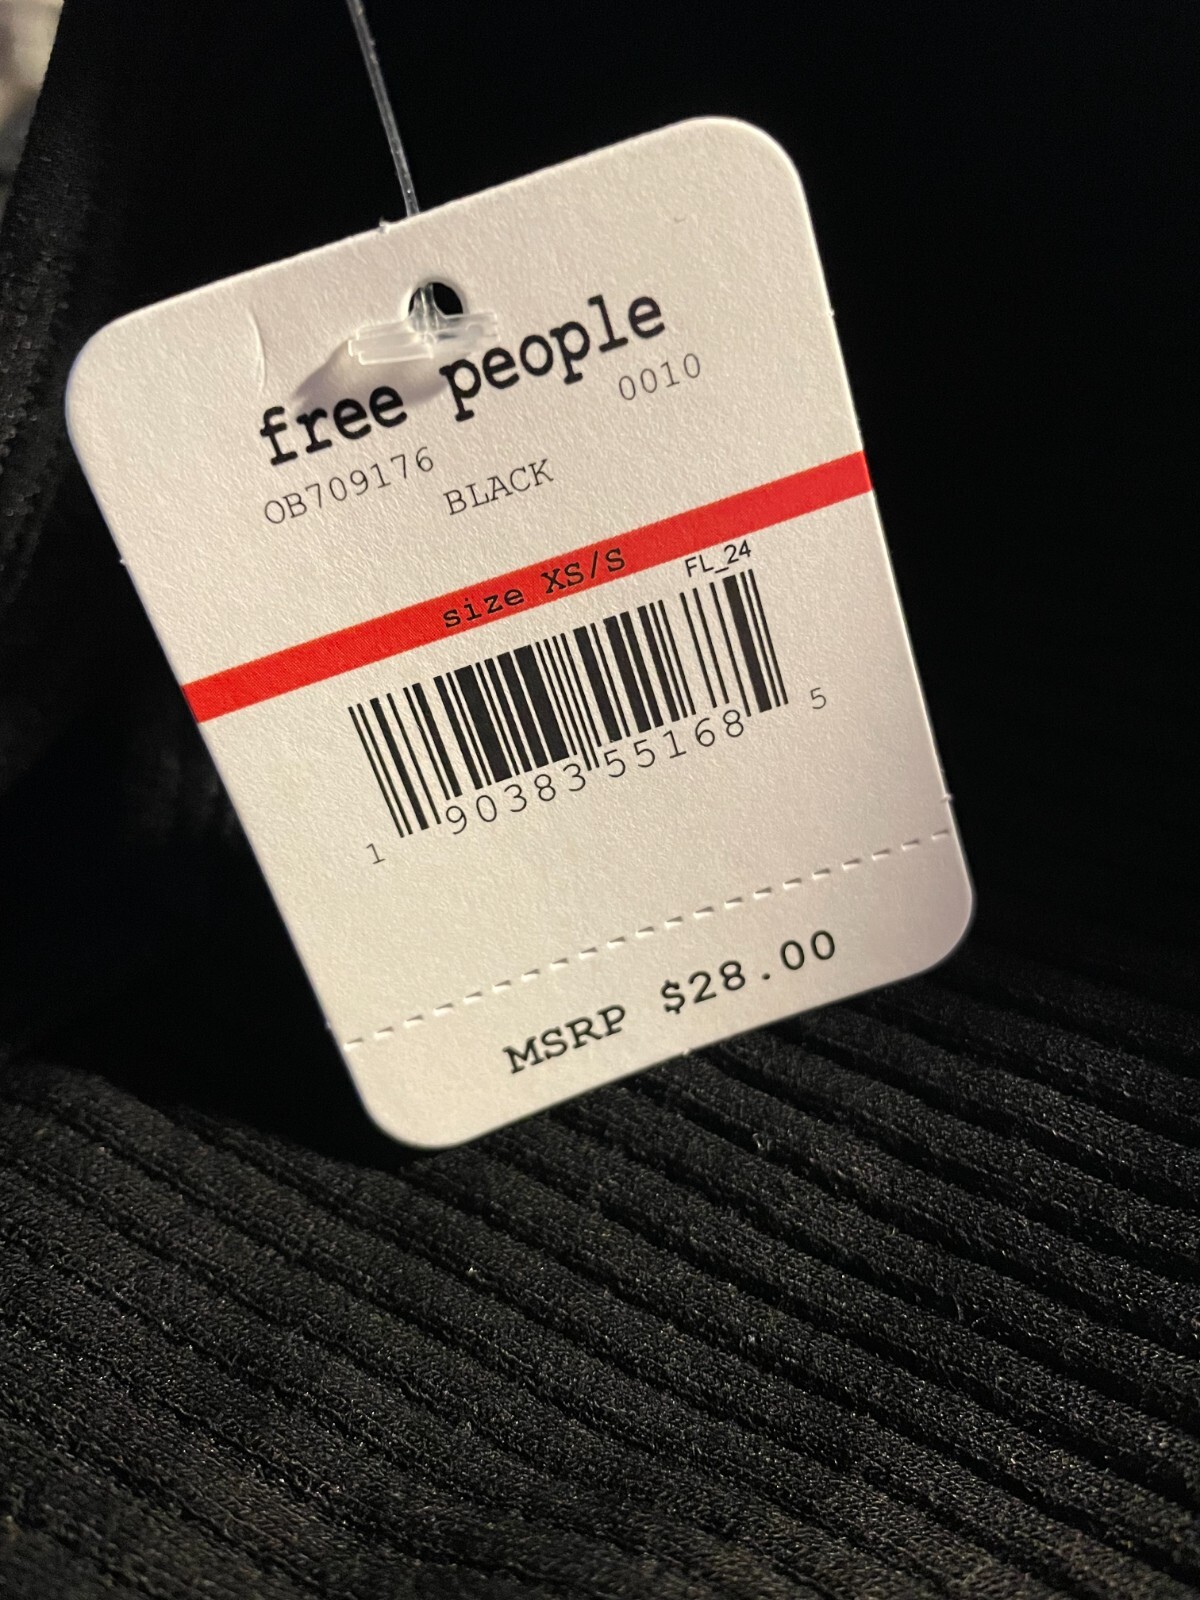 free people
OB709176 0010
BLACK
size XS/S
FL_24
1 90383 55168 5
MSRP $28.00